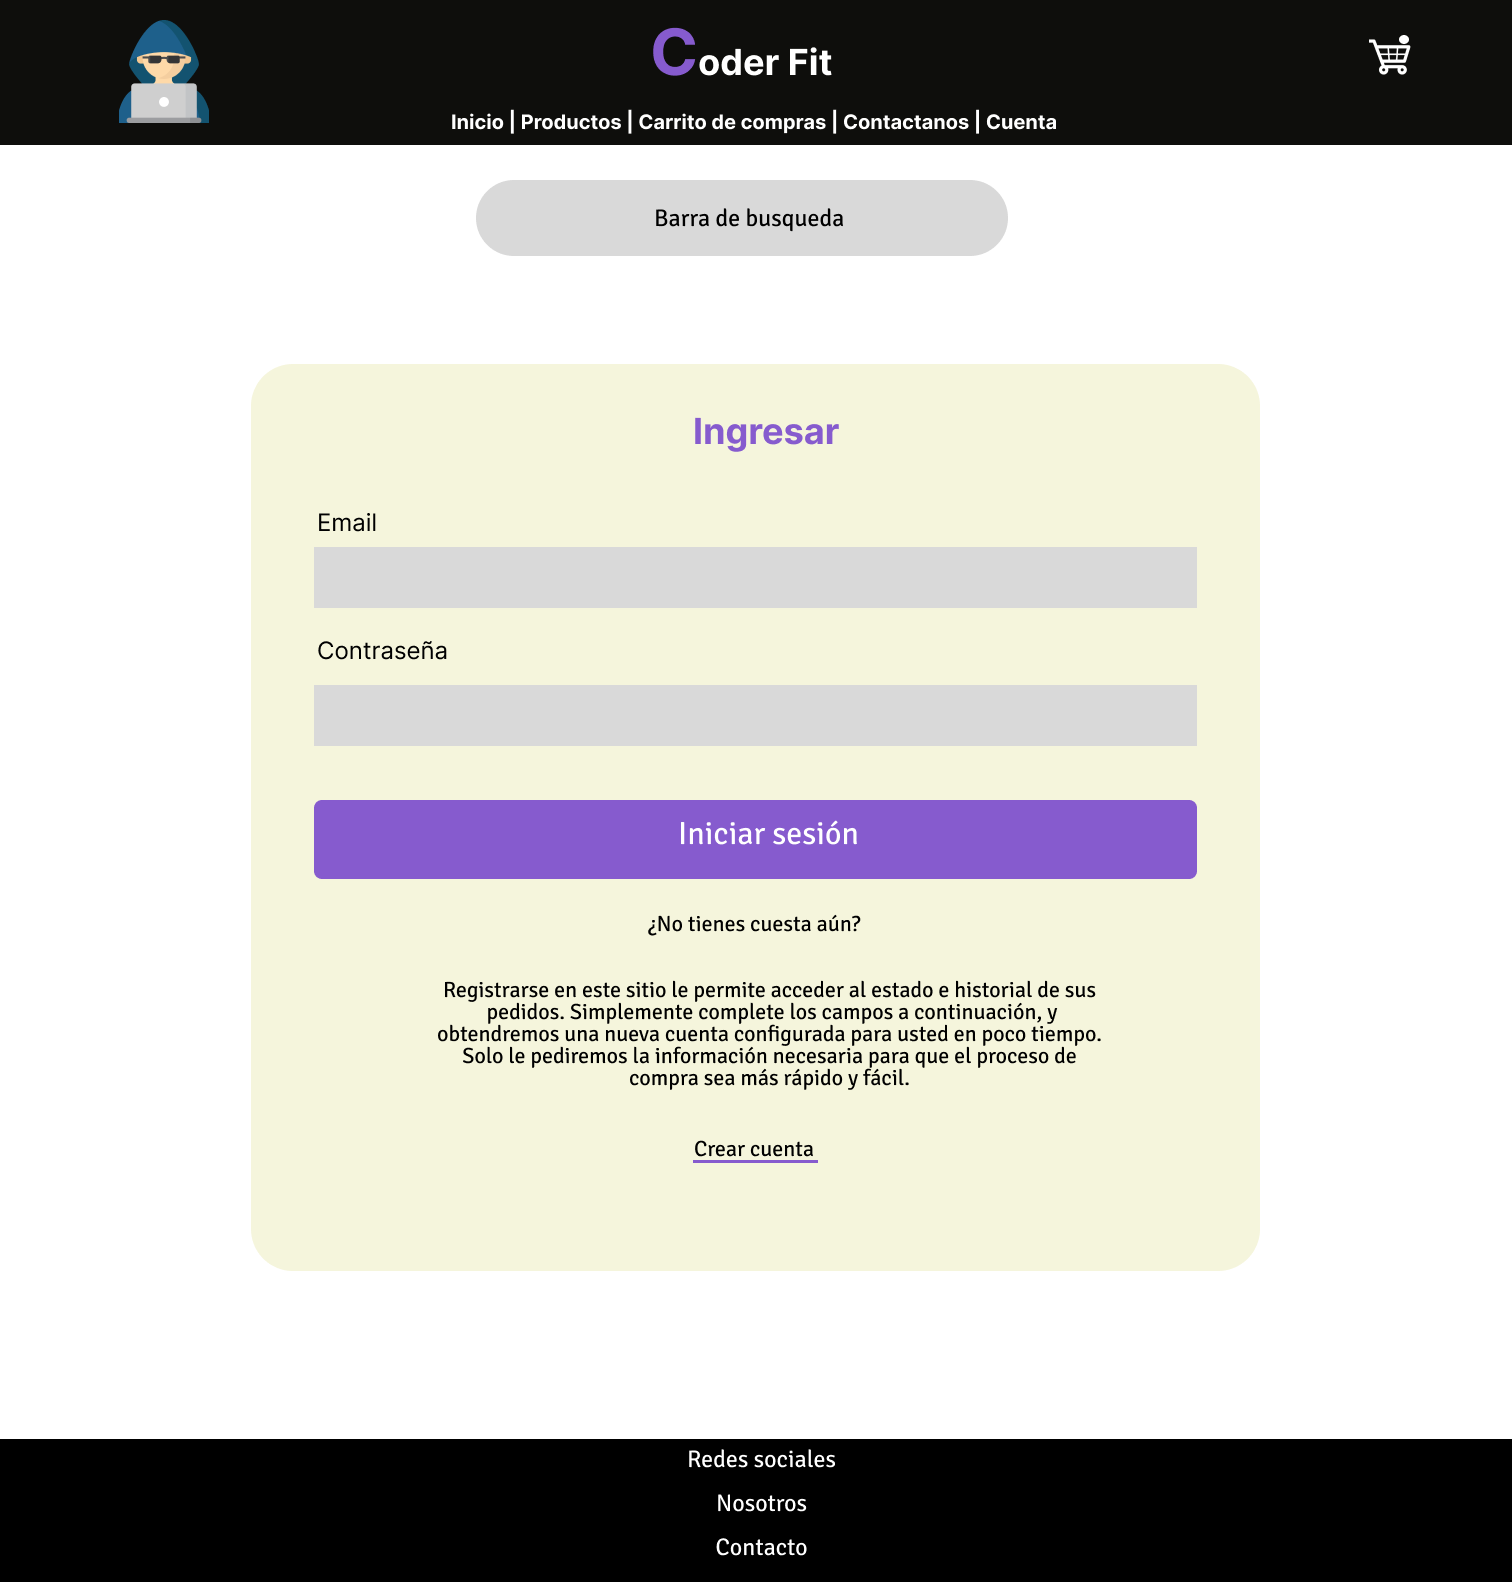 Coder Fit
Inicio | Productos | Carrito de compras | Contactanos | Cuenta
Barra de busqueda
Ingresar
Email
Contraseña
Iniciar sesión
¿No tienes cuesta aún?
Registrarse en este sitio le permite acceder al estado e historial de sus
pedidos. Simplemente complete los campos a continuación, y
obtendremos una nueva cuenta configurada para usted en poco tiempo.
Solo le pediremos la información necesaria para que el proceso de
compra sea más rápido y fácil.
Crear cuenta
Redes sociales
Nosotros
Contacto